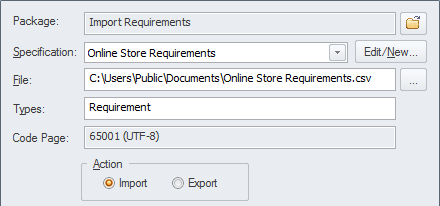 Package: Import Requirements
Specification: Online Store Requirements Edit/New...
File: C:\Users\Public\Documents\Online Store Requirements.csv ...
Types: Requirement
Code Page: 65001 (UTF-8)
Action
Import Export